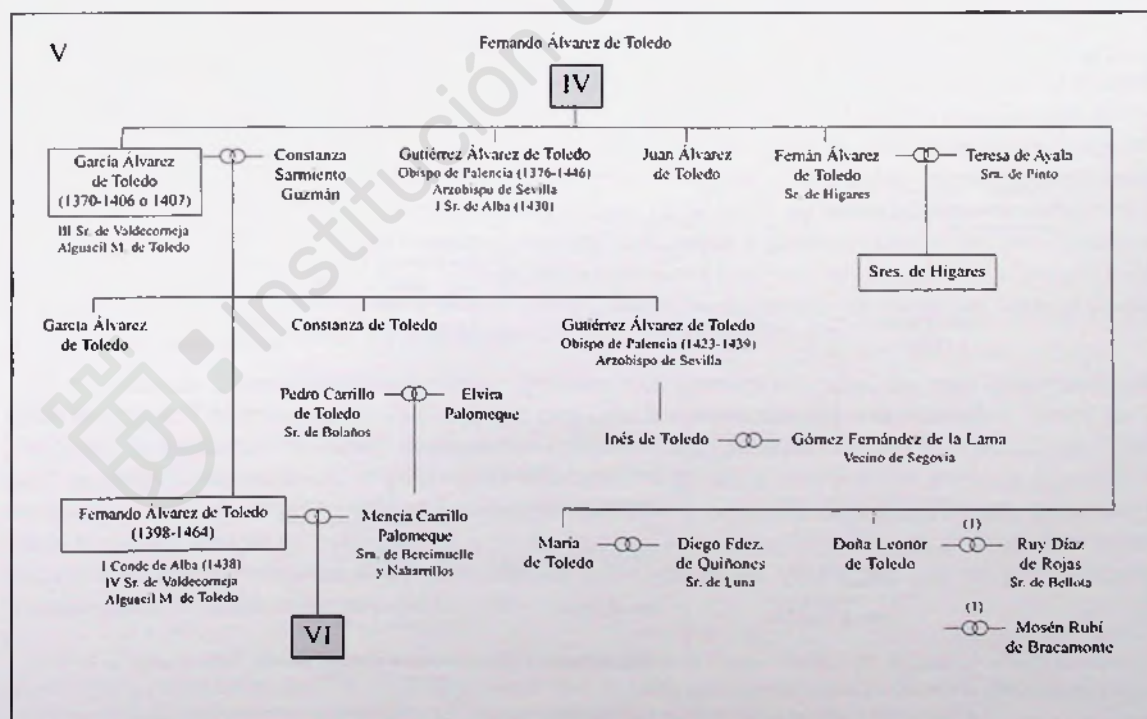 V
Fernando Álvarez de Toledo
IV
García Álvarez
de Toledo
(1370-1406 o 1407)
III Sr. de Valdecorneja
Alguacil M. de Toledo
Constanza
Sarmiento
Guzmán
Gutiérrez Álvarez de Toledo
Obispo de Palencia (1376-1446)
Arzobispo de Sevilla
I Sr. de Alba (1430)
Juan Álvarez
de Toledo
Fernán Álvarez
de Toledo
Sr. de Higares
Teresa de Ayala
Sra. de Pinto
Sres. de Higares
García Álvarez
de Toledo
Constanza de Toledo
Gutiérrez Álvarez de Toledo
Obispo de Palencia (1423-1439)
Arzobispo de Sevilla
Pedro Carrillo
de Toledo
Sr. de Bolaños
Elvira
Palomeque
Inés de Toledo
Gómez Fernández de la Lama
Vecino de Segovia
Fernando Álvarez de Toledo
(1398-1464)
I Conde de Alba (1438)
IV Sr. de Valdecorneja
Alguacil M. de Toledo
Mencía Carrillo
Palomeque
Sra. de Bercimuelle
y Naharrillos
VI
María
de Toledo
Diego Fdez.
de Quiñones
Sr. de Luna
Doña Leonor
de Toledo
(1)
Ruy Díaz
de Rojas
Sr. de Bellota
(1)
Mosén Rubí
de Bracamonte
Institución